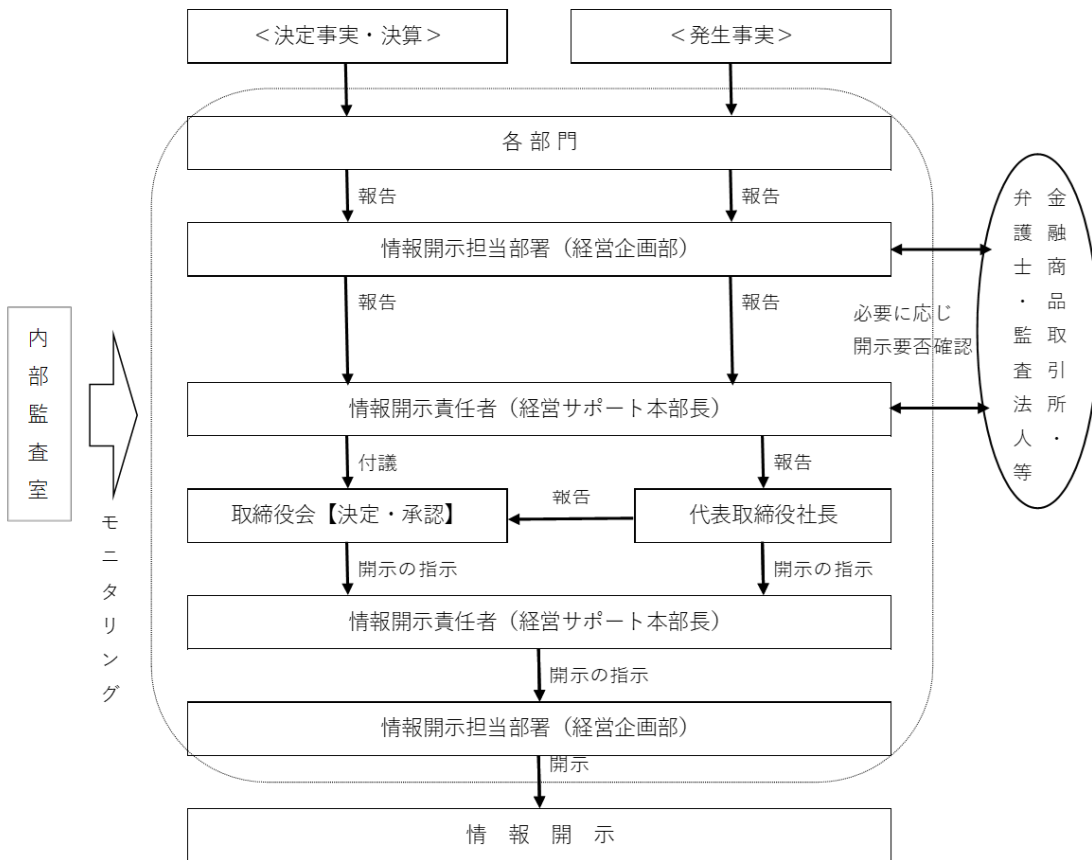 ＜決定事実・決算＞
＜発生事実＞
各 部 門
報告
報告
情報開示担当部署（経営企画部）
報告
報告
必要に応じ
開示要否確認
金融商品取引所・
弁護士・監査法人等
内部監査室
モニタリング
情報開示責任者（経営サポート本部長）
付議
報告
取締役会【決定・承認】
報告
代表取締役社長
開示の指示
開示の指示
情報開示責任者（経営サポート本部長）
開示の指示
情報開示担当部署（経営企画部）
開示
情 報 開 示